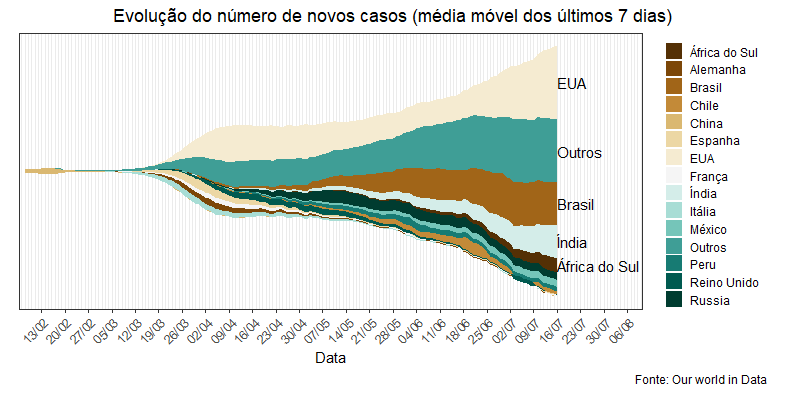 Evolução do número de novos casos (média móvel dos últimos 7 dias)
EUA
Outros
Brasil
Índia
África do Sul
África do Sul
Alemanha
Brasil
Chile
China
Espanha
EUA
França
Índia
Itália
México
Outros
Peru
Reino Unido
Russia
13/02 20/02 27/02 05/03 12/03 19/03 26/03 02/04 09/04 16/04 23/04 30/04 07/05 14/05 21/05 28/05 04/06 11/06 18/06 25/06 02/07 09/07 16/07 23/07 30/07 06/08
Data
Fonte: Our world in Data